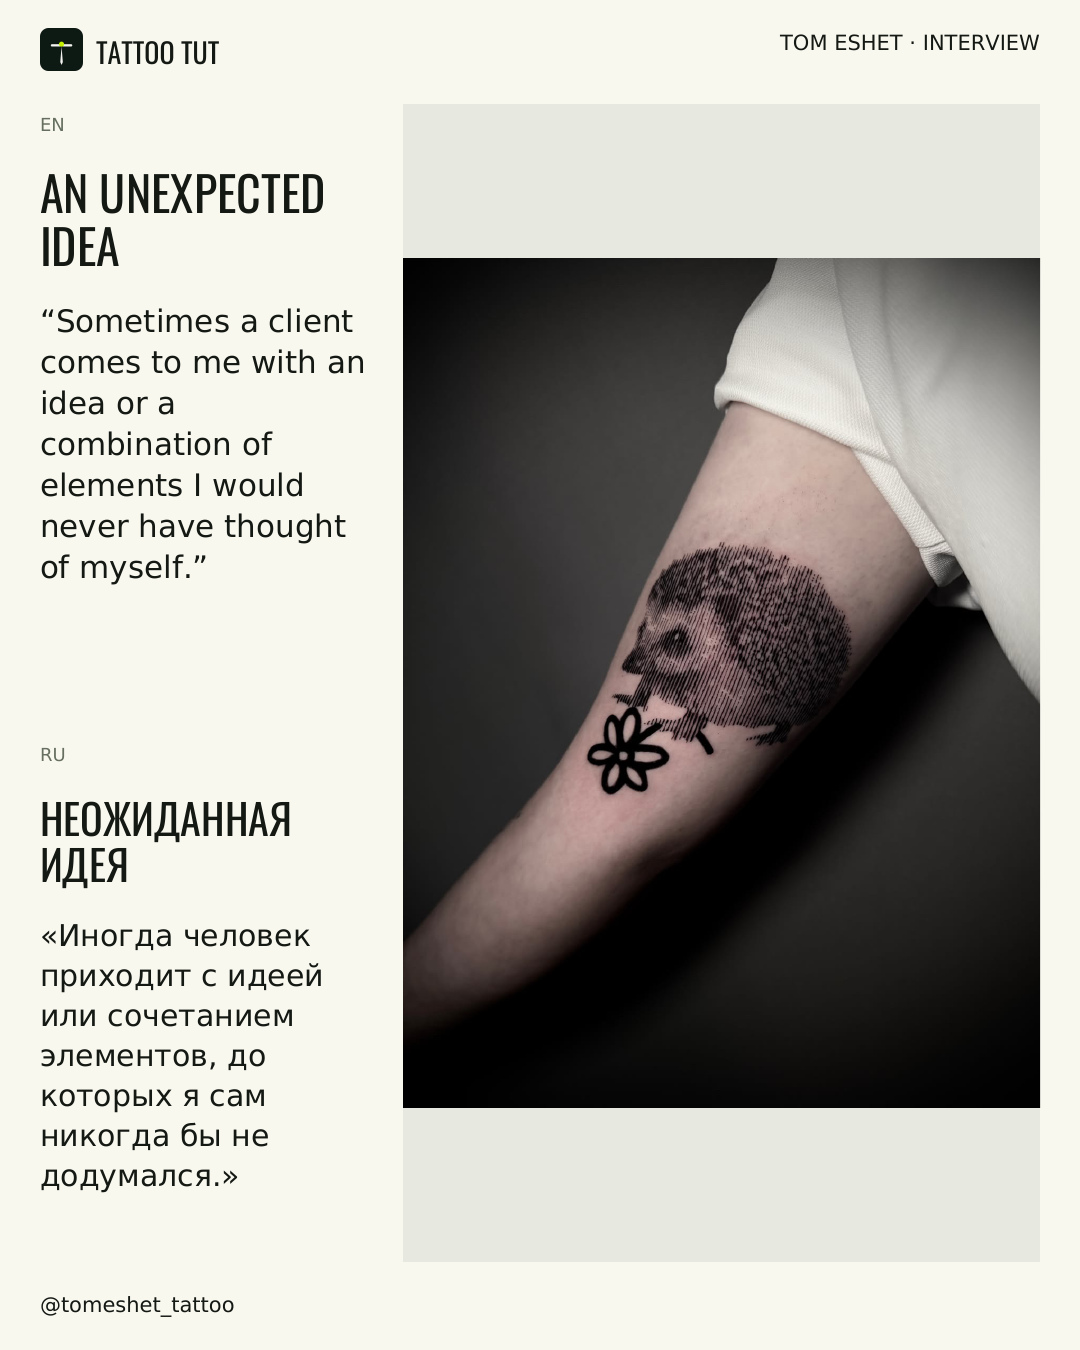 TATTOO TUT
TOM ESHET · INTERVIEW
EN
AN UNEXPECTED
IDEA
“Sometimes a client
comes to me with an
idea or a
combination of
elements I would
never have thought
of myself.”
RU
НЕОЖИДАННАЯ
ИДЕЯ
«Иногда человек
приходит с идеей
или сочетанием
элементов, до
которых я сам
никогда бы не
додумался.»
@tomeshet_tattoo